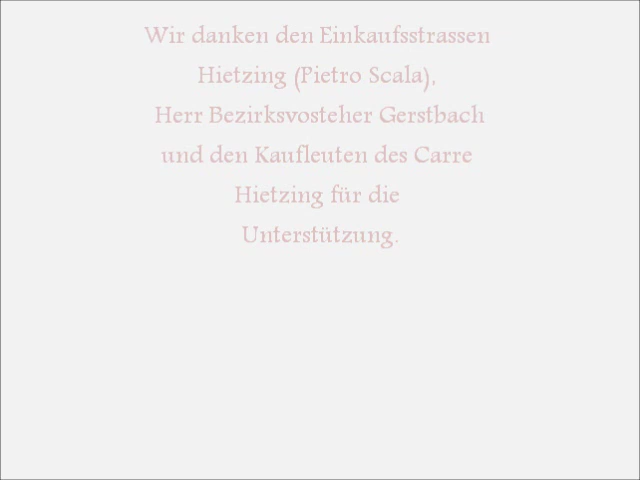 Wir danken den Einkaufsstrassen
Hietzing (Pietro Scala),
Herr Bezirksvosteher Gerstbach
und den Kaufleuten des Carre
Hietzing für die
Unterstützung.